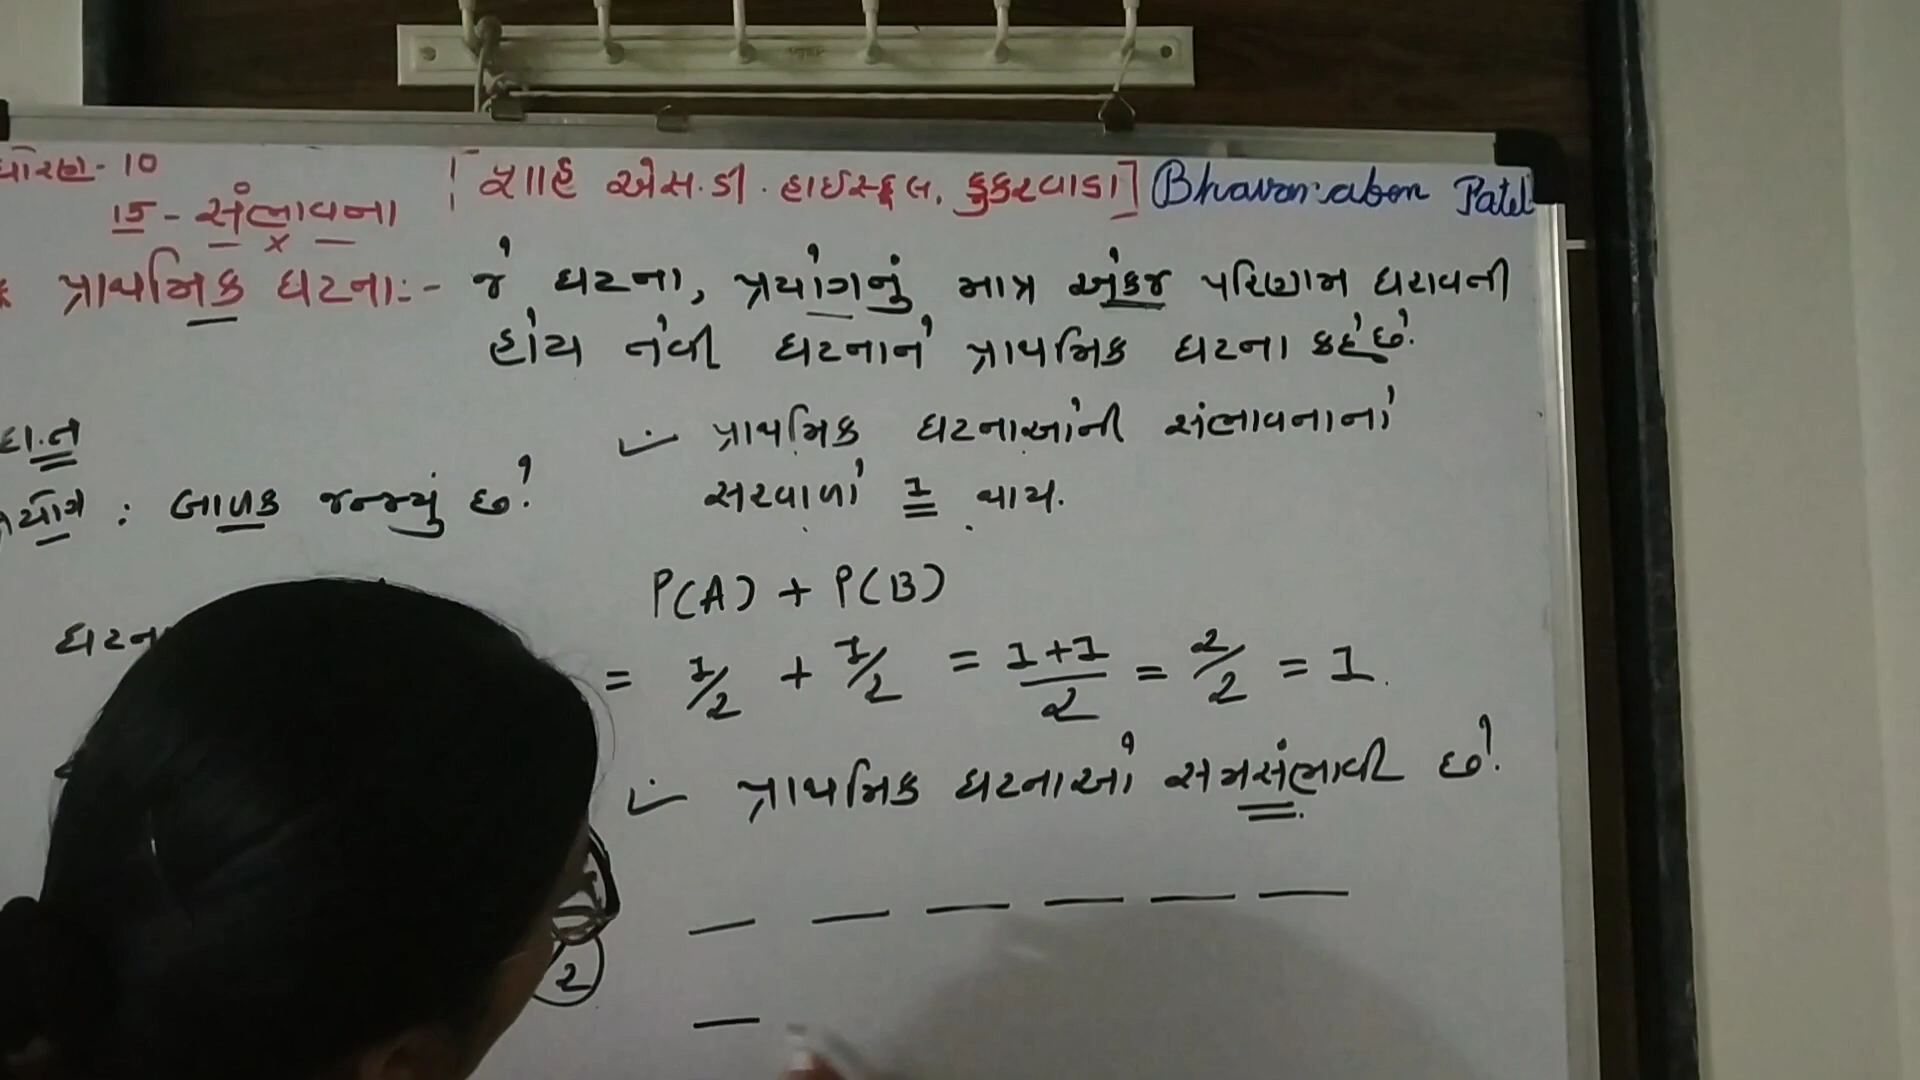 ધોરણ- 10
[શાહ એસ.ડી. હાઈસ્કૂલ, કુકરવાડા] Bhavanaben Patel
15 - સંભાવના
પ્રાથમિક ઘટના:- જે ઘટના, પ્રયોગનું માત્ર એકજ પરિણામ ધરાવતી
હોય તેવી ઘટનાને પ્રાથમિક ઘટના કહે છે.
દા.ત
પ્રાથમિક ઘટનાઓની સંભાવનાનો
સરવાળો 1 થાય.
પ્રયોગ : બાળક જન્મ્યું છે.
P(A) + P(B)
= 1/2 + 1/2 = 1+1/2 = 2/2 = 1.
પ્રાથમિક ઘટનાઓ સમસંભાવી છે.
2